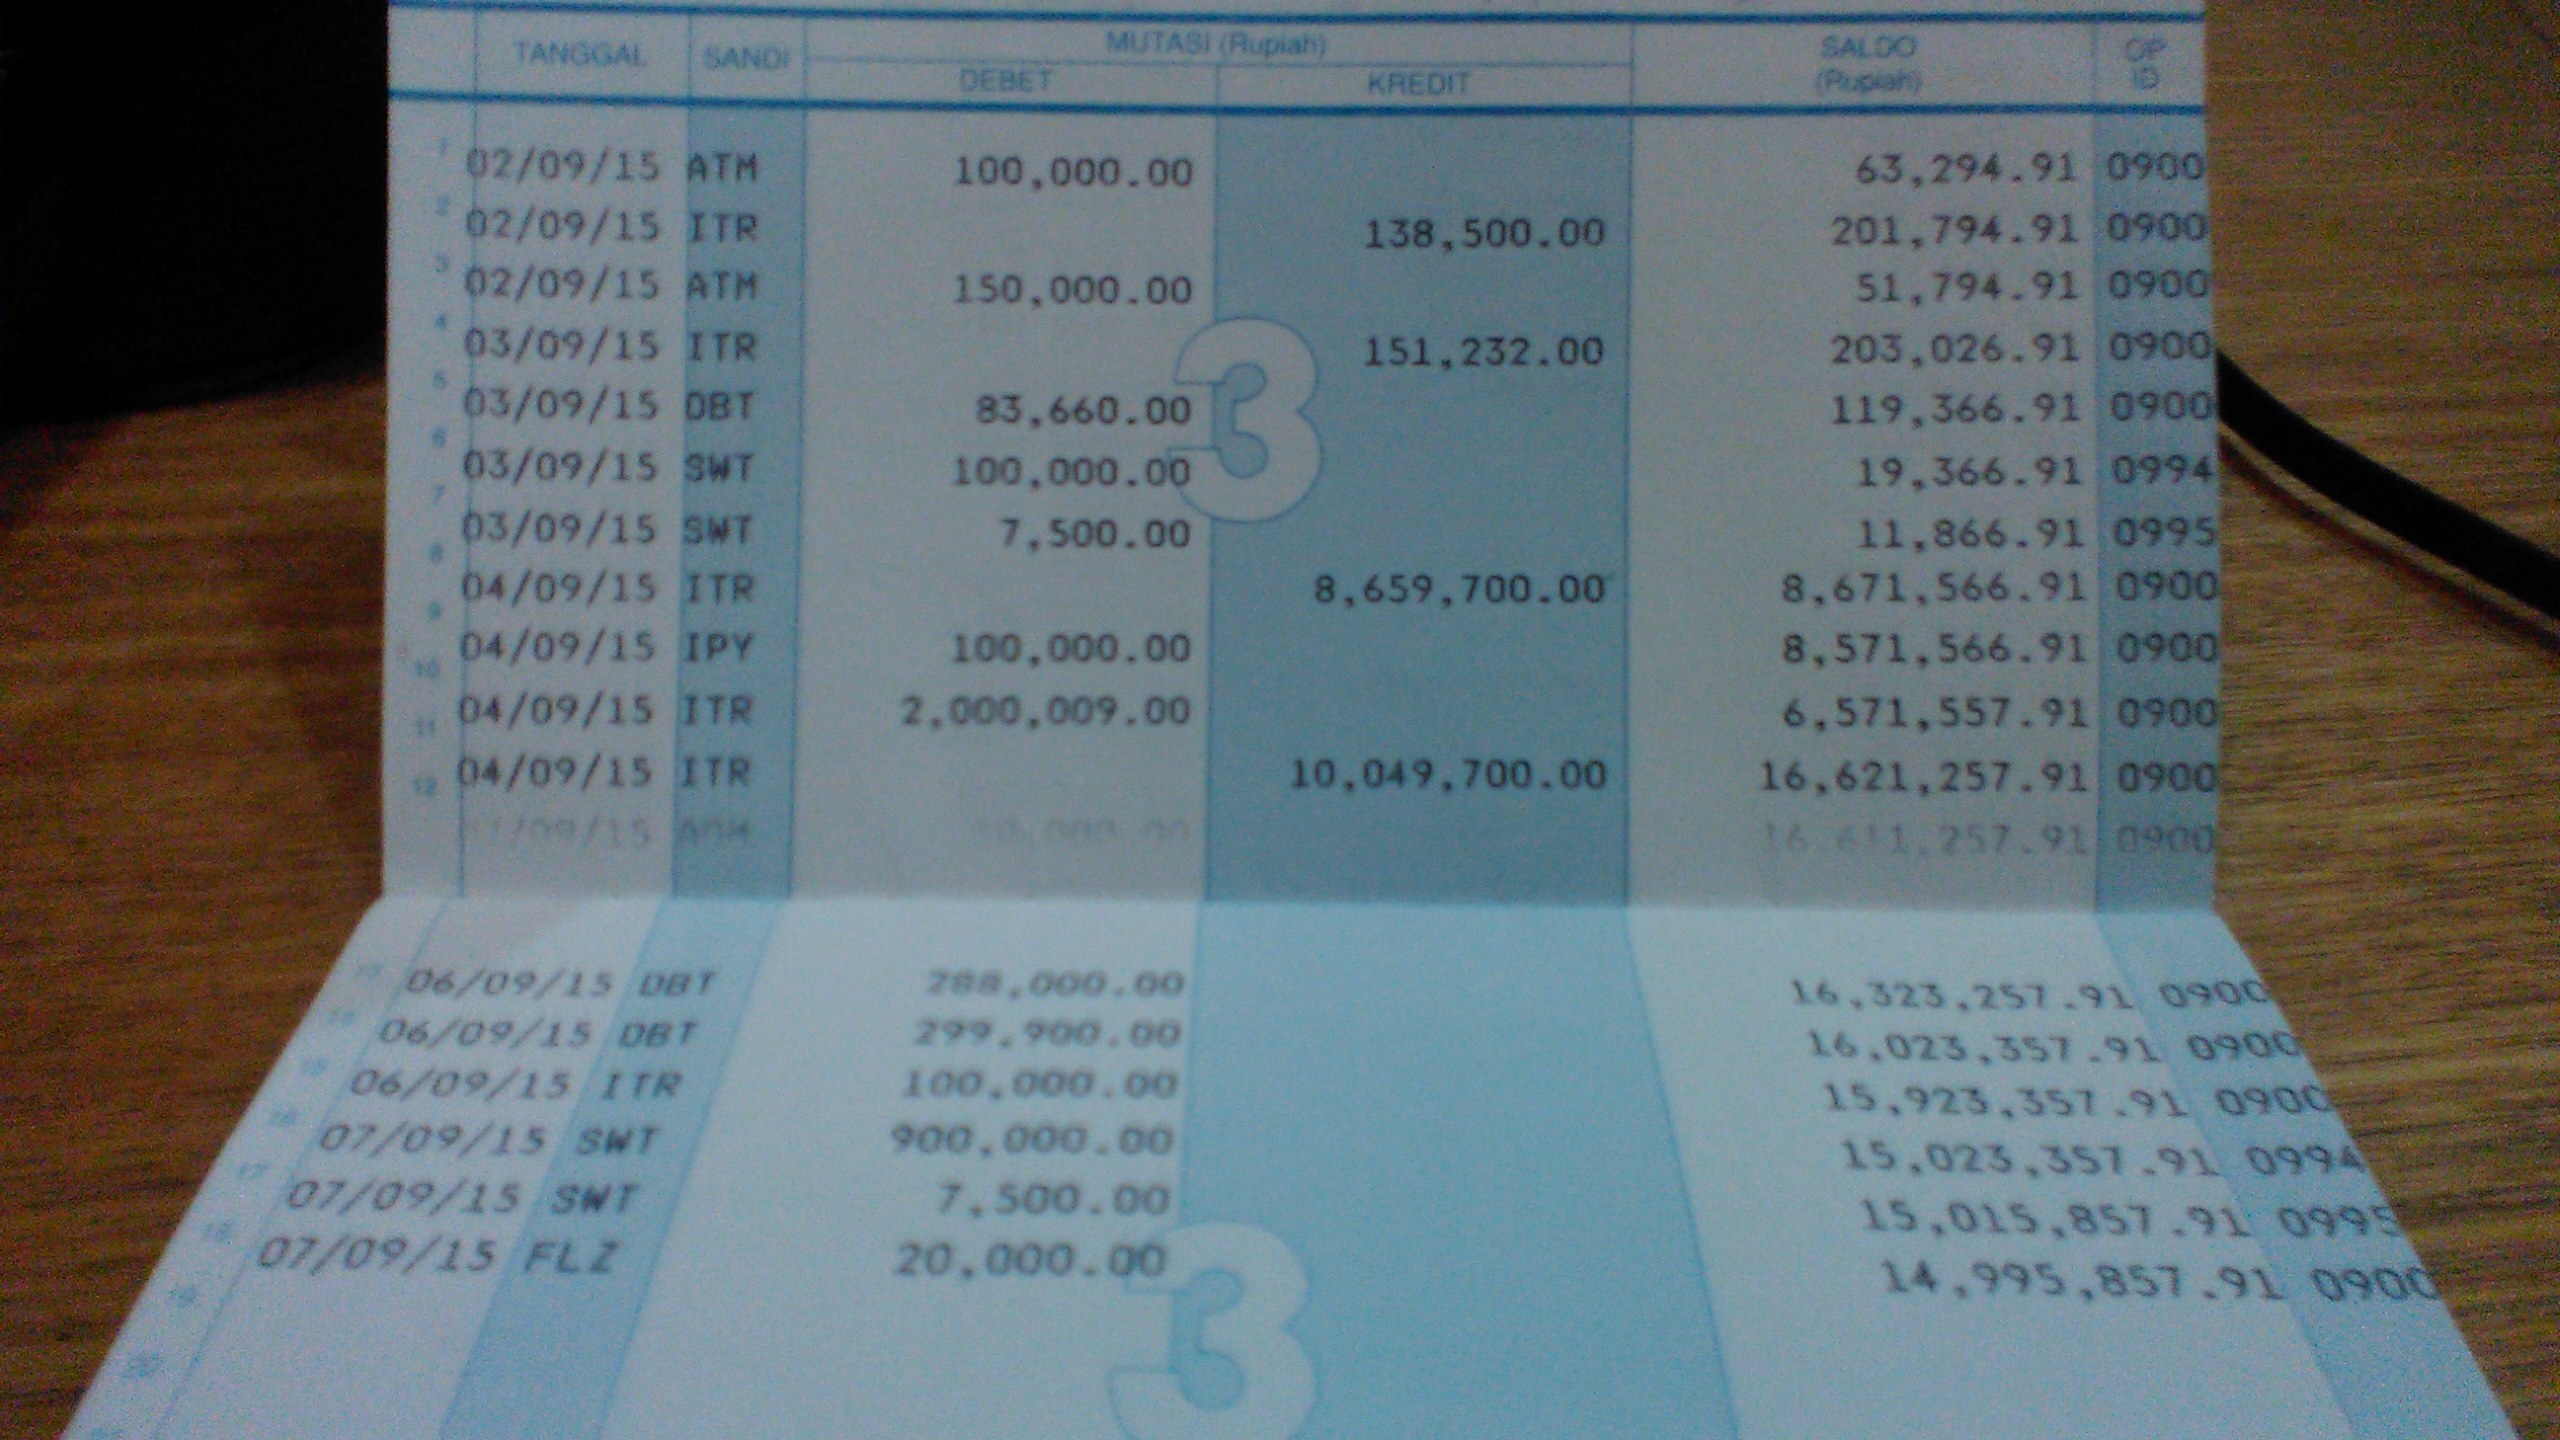 TANGGAL SANDI MUTASI (Rupiah) SALDO (Rupiah) OP ID
DEBET KREDIT
1 02/09/15 ATM 100,000.00 63,294.91 0900
2 02/09/15 ITR 138,500.00 201,794.91 0900
3 02/09/15 ATM 150,000.00 51,794.91 0900
4 03/09/15 ITR 151,232.00 203,026.91 0900
5 03/09/15 DBT 83,660.00 119,366.91 0900
6 03/09/15 SWT 100,000.00 19,366.91 0994
7 03/09/15 SWT 7,500.00 11,866.91 0995
8 04/09/15 ITR 8,659,700.00 8,671,566.91 0900
9 04/09/15 IPY 100,000.00 8,571,566.91 0900
10 04/09/15 ITR 2,000,009.00 6,571,557.91 0900
11 04/09/15 ITR 10,049,700.00 16,621,257.91 0900
12 ADM 16,611,257.91 0900
3
06/09/15 DBT 288,000.00 16,323,257.91 0900
06/09/15 DBT 299,900.00 16,023,357.91 0900
06/09/15 ITR 100,000.00 15,923,357.91 0900
07/09/15 SWT 900,000.00 15,023,357.91 0994
17 07/09/15 SWT 7,500.00 15,015,857.91 0995
18 07/09/15 FLZ 20,000.00 14,995,857.91 0900
19
20
3